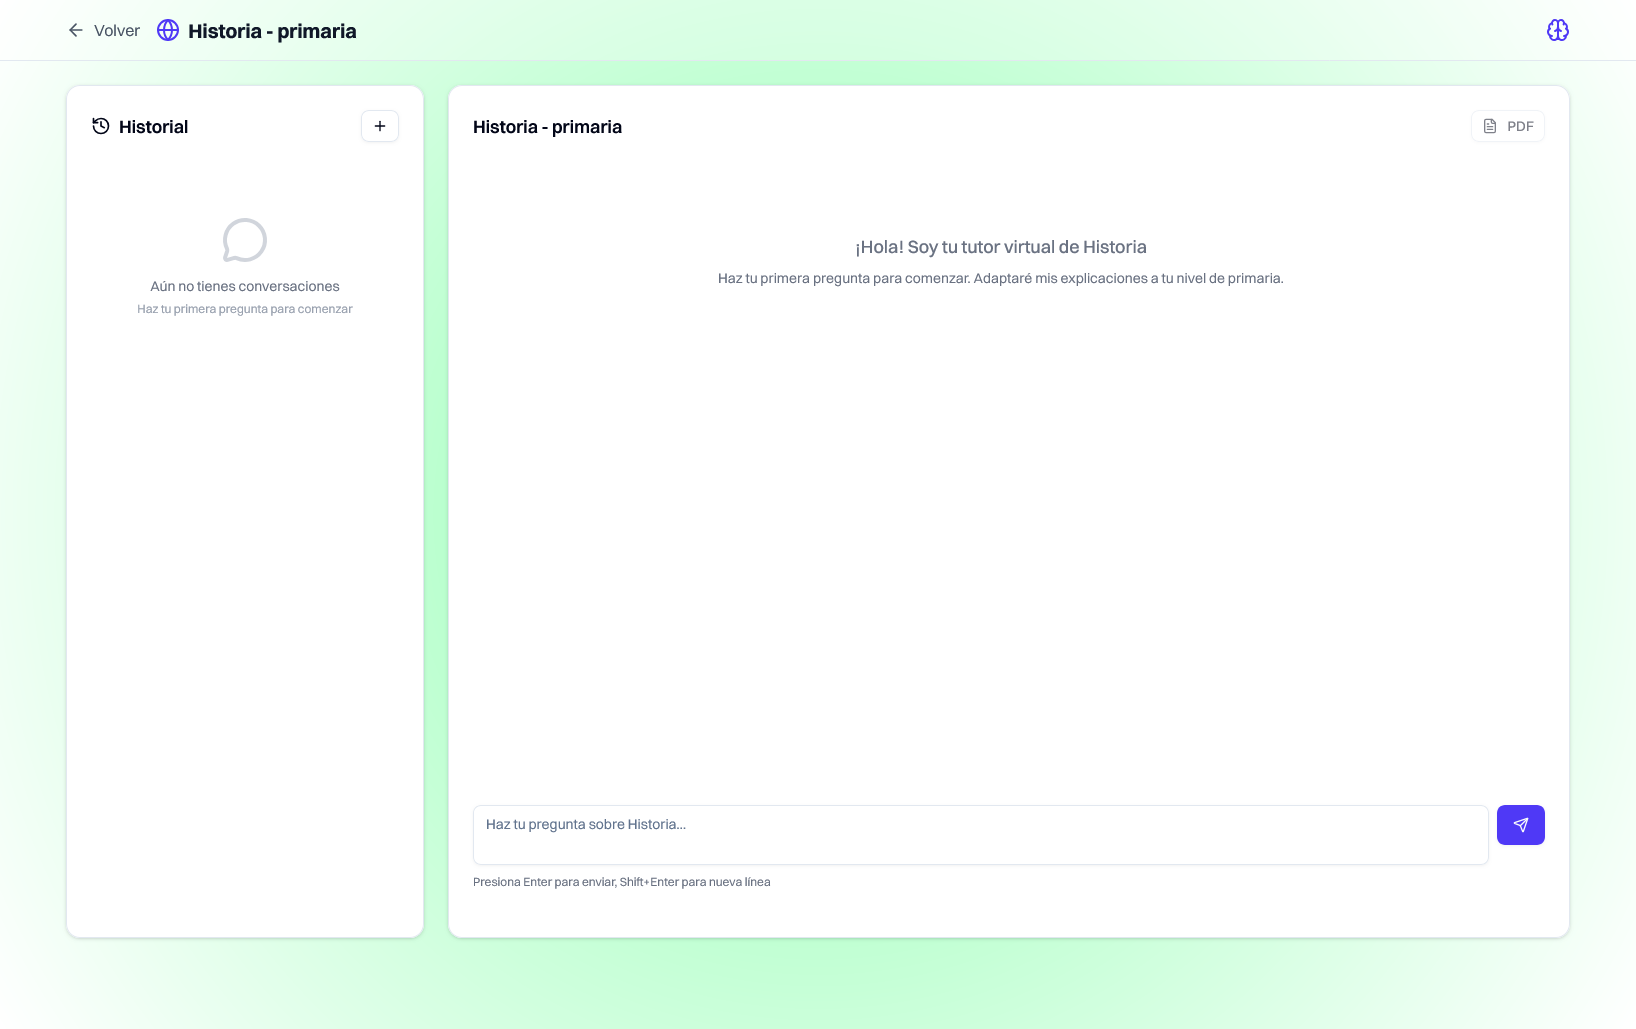 Volver
Historia - primaria
Historial
Aún no tienes conversaciones
Haz tu primera pregunta para comenzar
Historia - primaria
PDF
¡Hola! Soy tu tutor virtual de Historia
Haz tu primera pregunta para comenzar. Adaptaré mis explicaciones a tu nivel de primaria.
Haz tu pregunta sobre Historia...
Presiona Enter para enviar, Shift+Enter para nueva línea